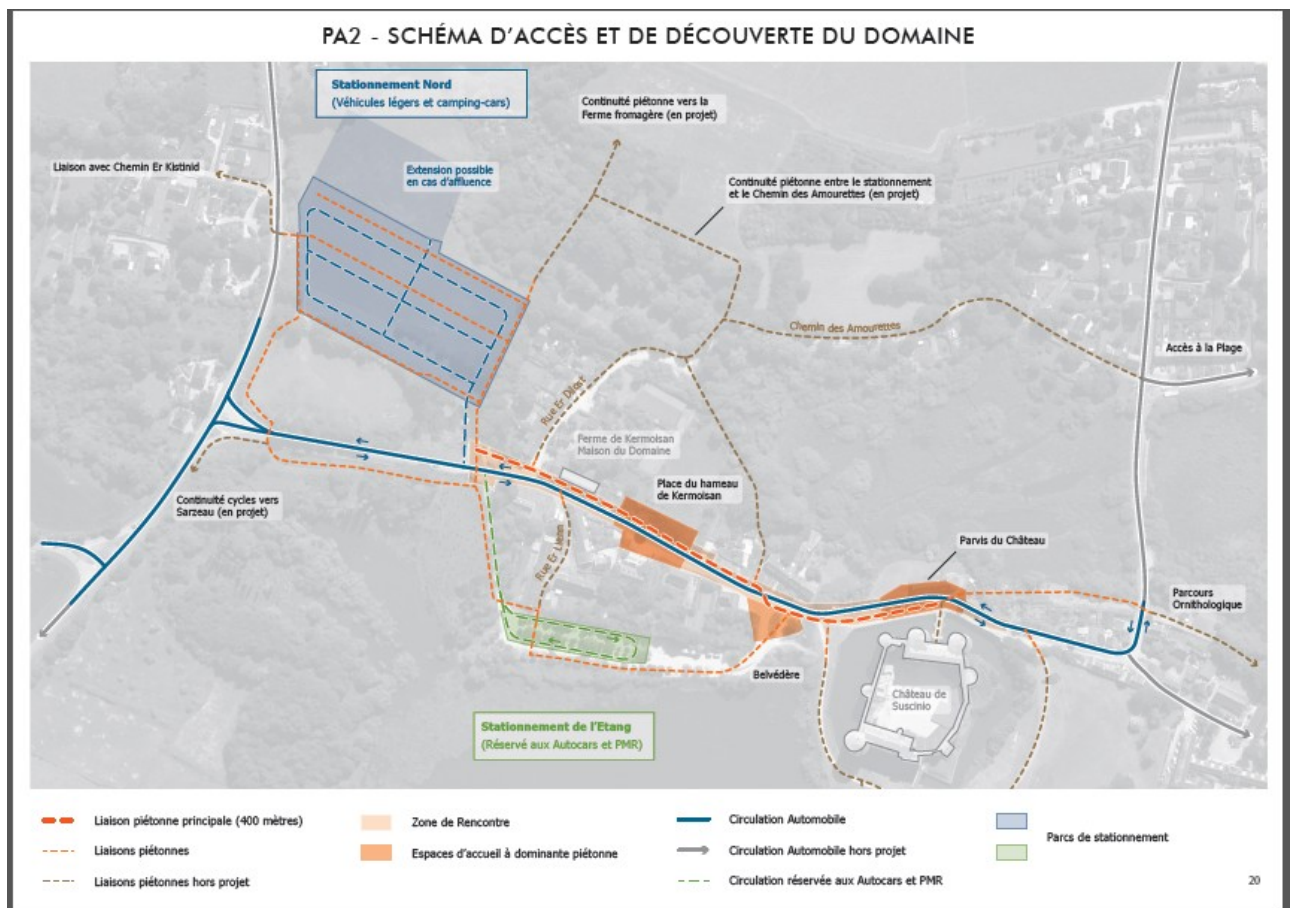 PA2 - SCHÉMA D'ACCÈS ET DE DÉCOUVERTE DU DOMAINE
Stationnement Nord
(Véhicules légers et camping-cars)
Continuité piétonne vers la
Ferme fromagère (en projet)
Liaison avec Chemin Er Kistinid
Extension possible
en cas d'affluence
Continuité piétonne entre le stationnement
et le Chemin des Amourettes (en projet)
Chemin des Amourettes
Accès à la Plage
Rue Er Dilost
Ferme de Kermoisan
Maison du Domaine
Place du hameau
de Kermoisan
Continuité cycles vers
Sarzeau (en projet)
Rue Er Lienn
Parvis du Château
Parcours
Ornithologique
Belvédère
Château de
Suscinio
Stationnement de l'Etang
(Réservé aux Autocars et PMR)
Liaison piétonne principale (400 mètres)
Liaisons piétonnes
Liaisons piétonnes hors projet
Zone de Rencontre
Espaces d'accueil à dominante piétonne
Circulation Automobile
Circulation Automobile hors projet
Circulation réservée aux Autocars et PMR
Parcs de stationnement
20